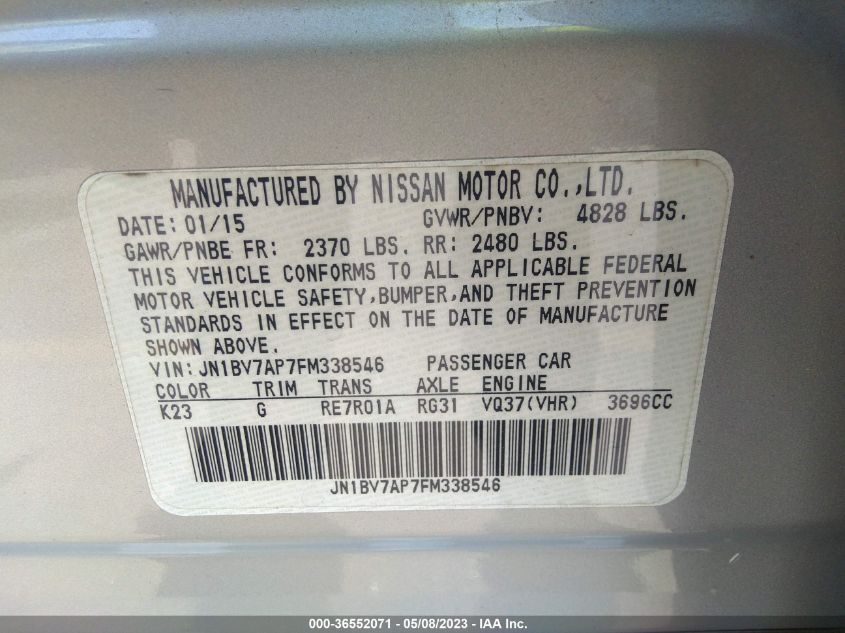 MANUFACTURED BY NISSAN MOTOR CO.,LTD.
DATE: 01/15 GVWR/PNBV: 4828 LBS.
GAWR/PNBE FR: 2370 LBS. RR: 2480 LBS.
THIS VEHICLE CONFORMS TO ALL APPLICABLE FEDERAL
MOTOR VEHICLE SAFETY,BUMPER,AND THEFT PREVENTION
STANDARDS IN EFFECT ON THE DATE OF MANUFACTURE
SHOWN ABOVE.
VIN:JN1BV7AP7FM338546 PASSENGER CAR
COLOR TRIM TRANS AXLE ENGINE
K23 G RE7R01A RG31 VQ37(VHR) 3696CC
JN1BV7AP7FM338546
000-36552071 - 05/08/2023 - IAA Inc.